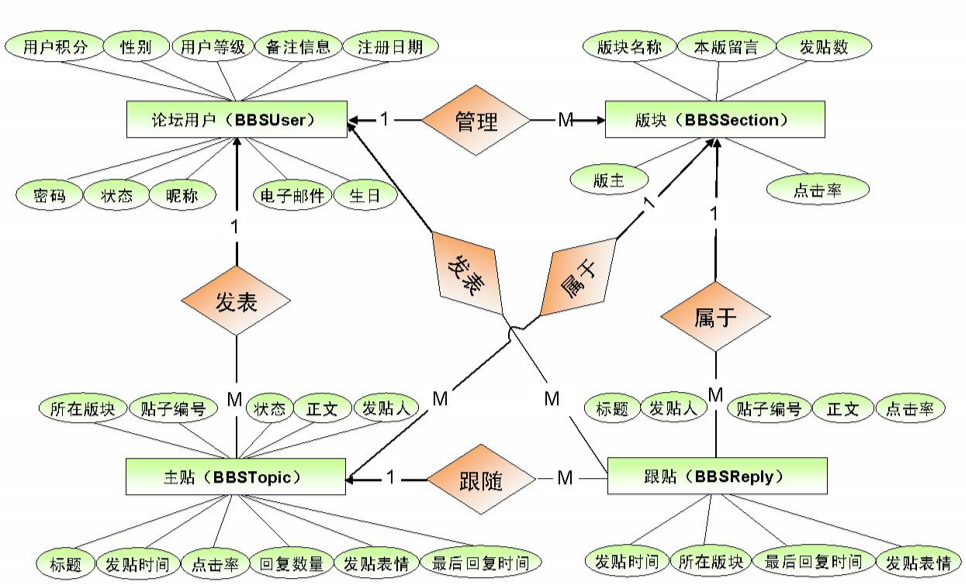 用户积分 性别 用户等级 备注信息 注册日期 版块名称 本版留言 发贴数
论坛用户（BBSUser） 1 管理 M 版块（BBSSection）
密码 状态 昵称 电子邮件 生日 版主 点击率
1 1 1
发表 发表 属于 属于
M M M M
所在版块 贴子编号 状态 正文 发贴人 标题 发贴人 贴子编号 正文 点击率
主贴（BBSTopic） 1 跟随 M 跟贴（BBSReply）
标题 发贴时间 点击率 回复数量 发贴表情 最后回复时间 发贴时间 所在版块 最后回复时间 发贴表情